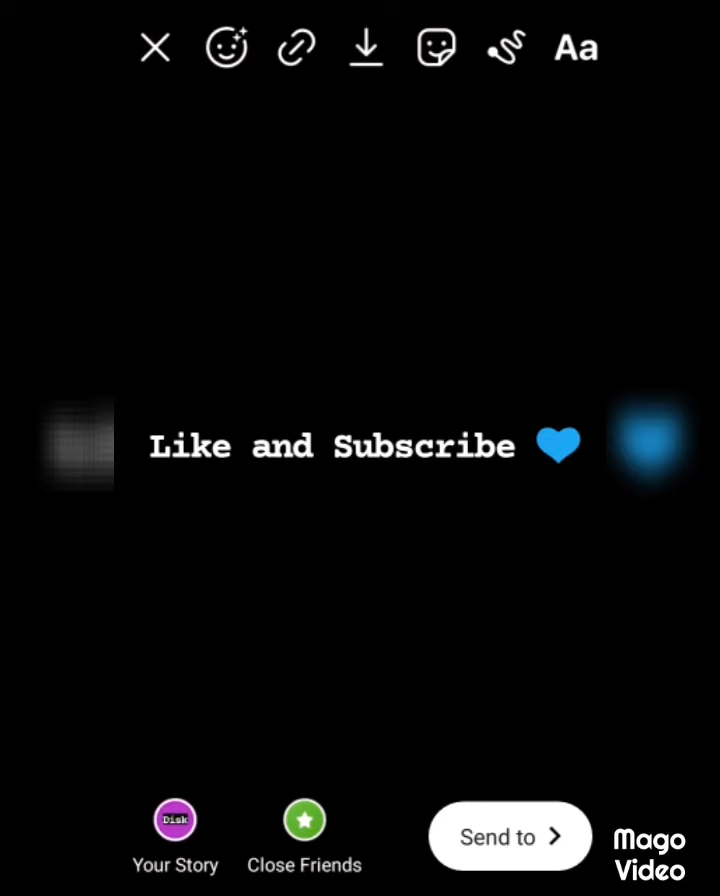 Aa
Like and Subscribe 💙
Disk
Your Story
Close Friends
Send to
Mago
Video